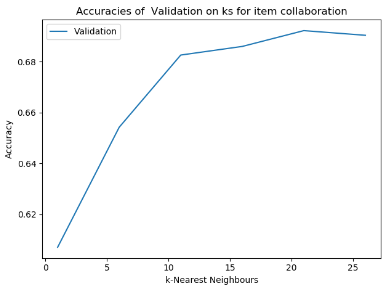 Accuracies of  Validation on ks for item collaboration
Validation
Accuracy
0.68
0.66
0.64
0.62
0 5 10 15 20 25
k-Nearest Neighbours